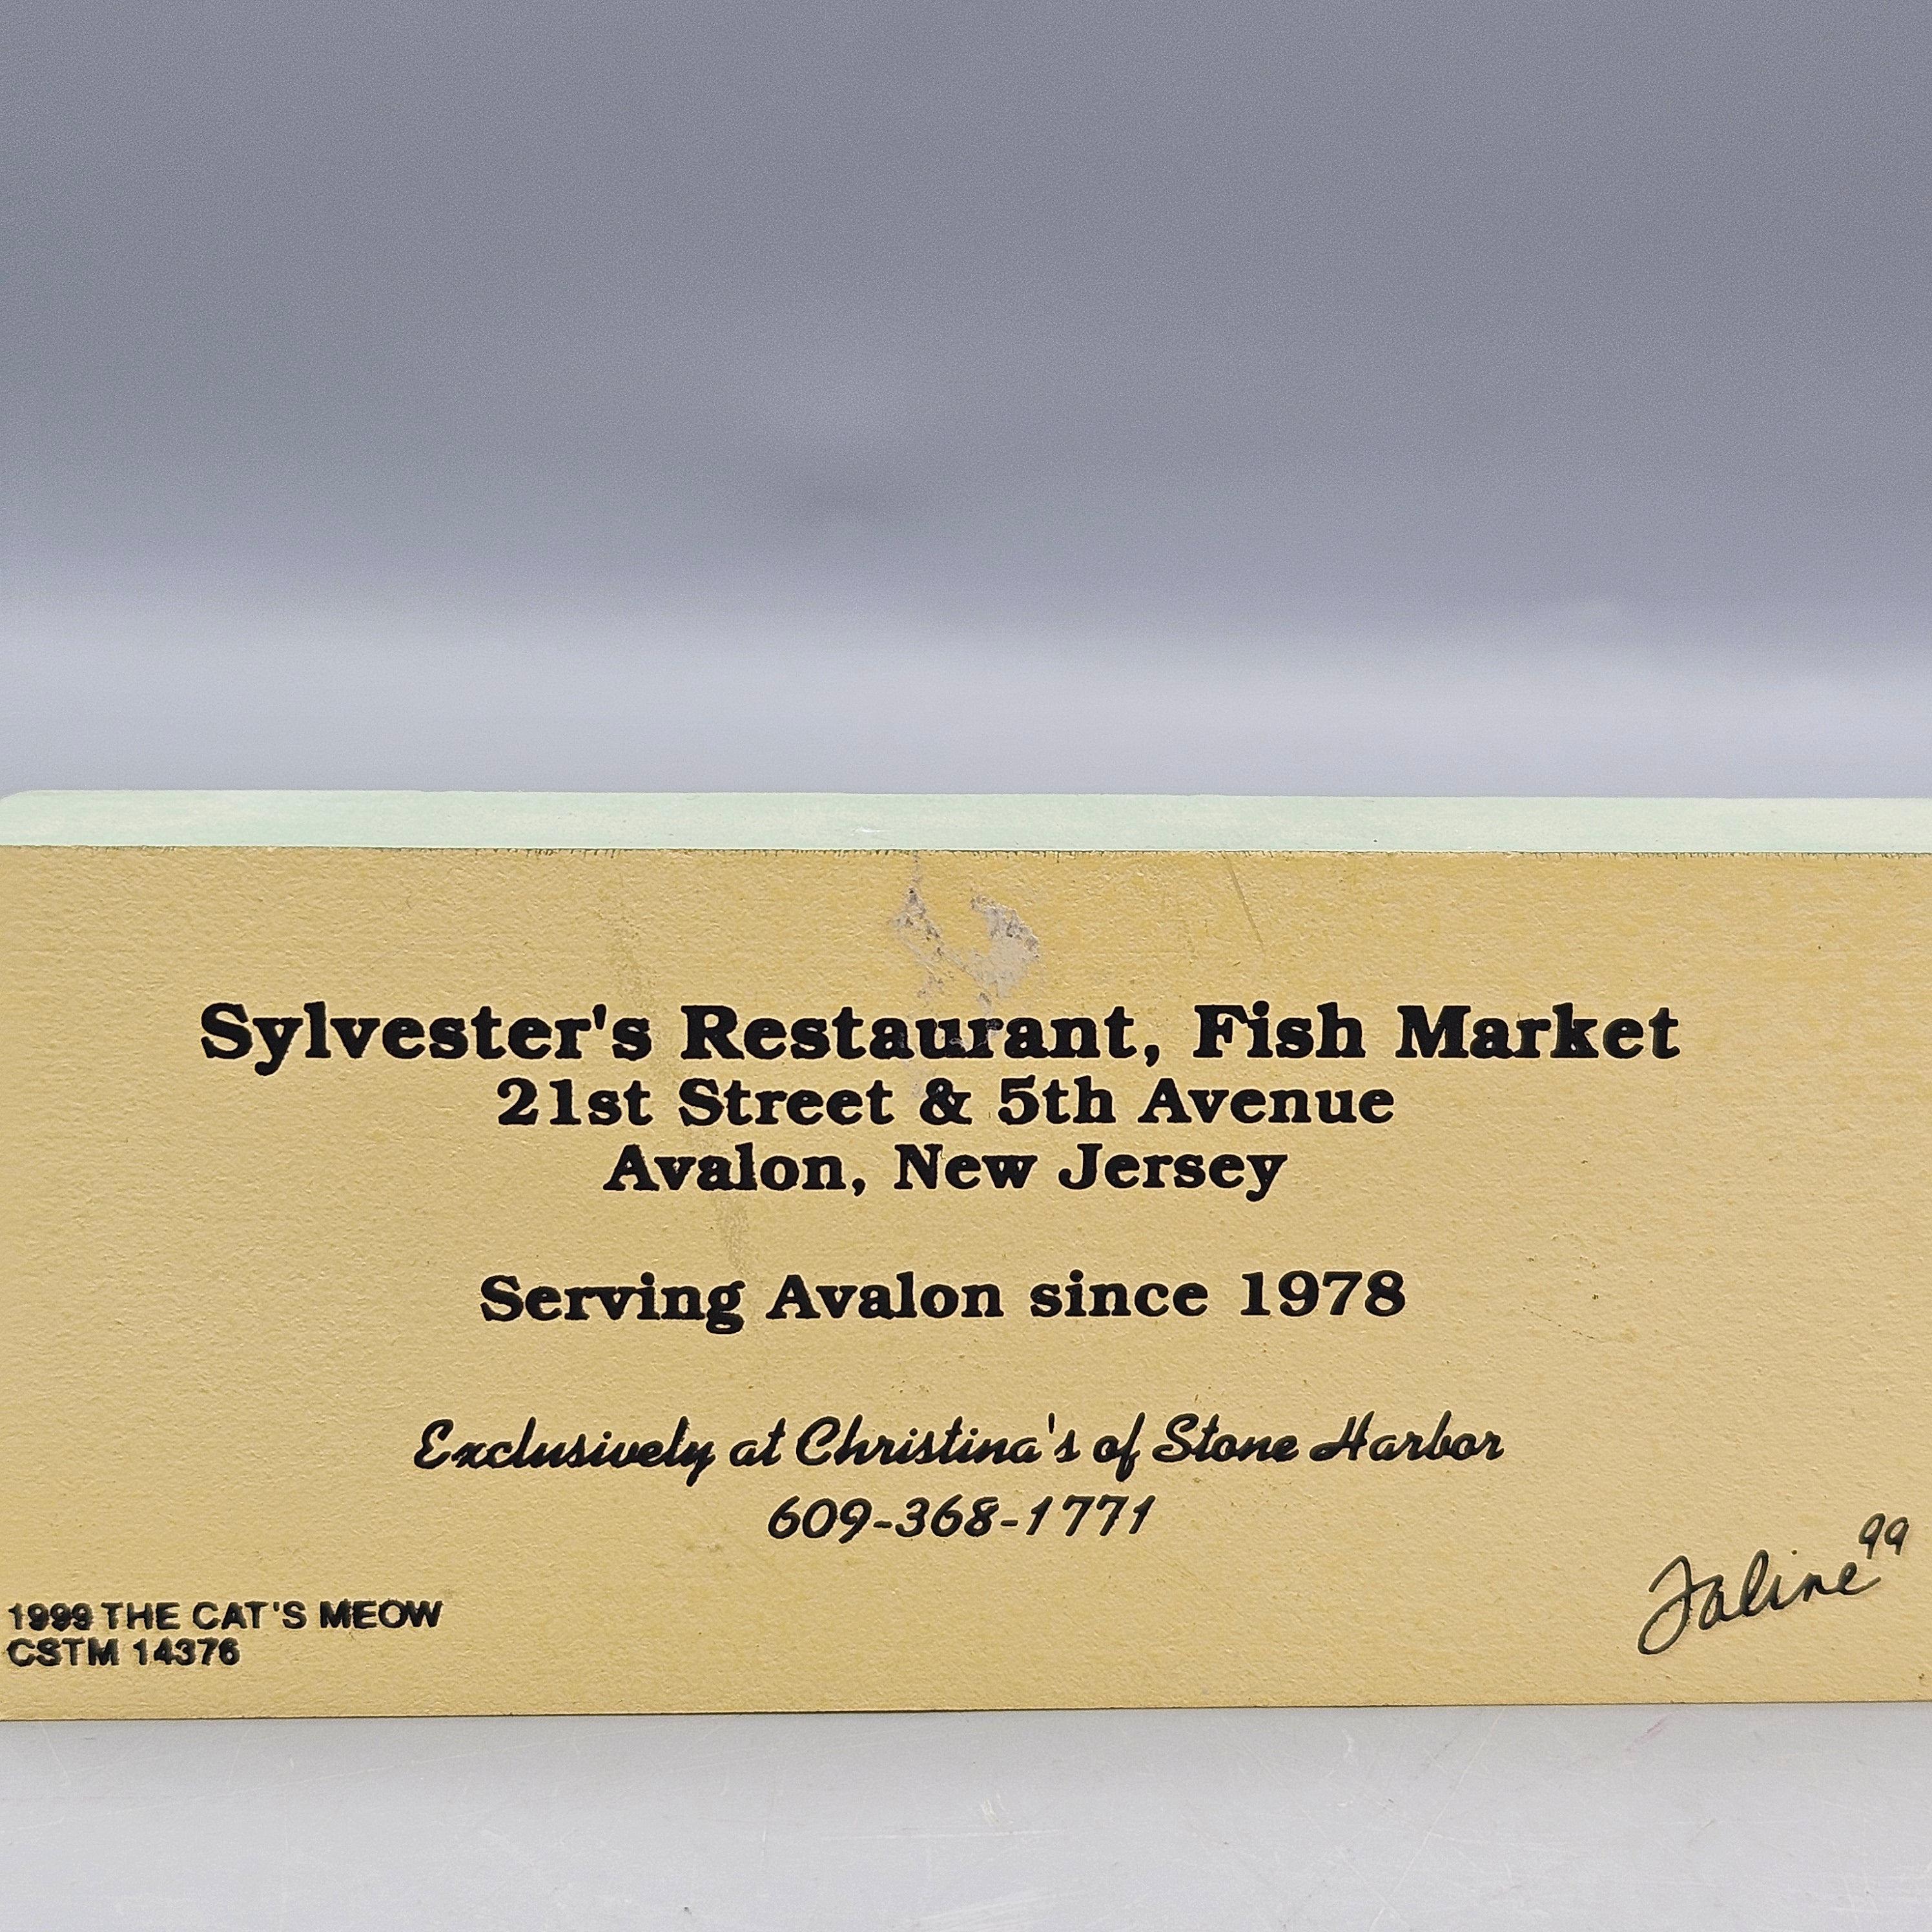 Sylvester's Restaurant, Fish Market
21st Street & 5th Avenue
Avalon, New Jersey
Serving Avalon since 1978
Exclusively at Christina's of Stone Harbor
609-368-1771
Faline 99
1999 THE CAT'S MEOW
CSTM 14376